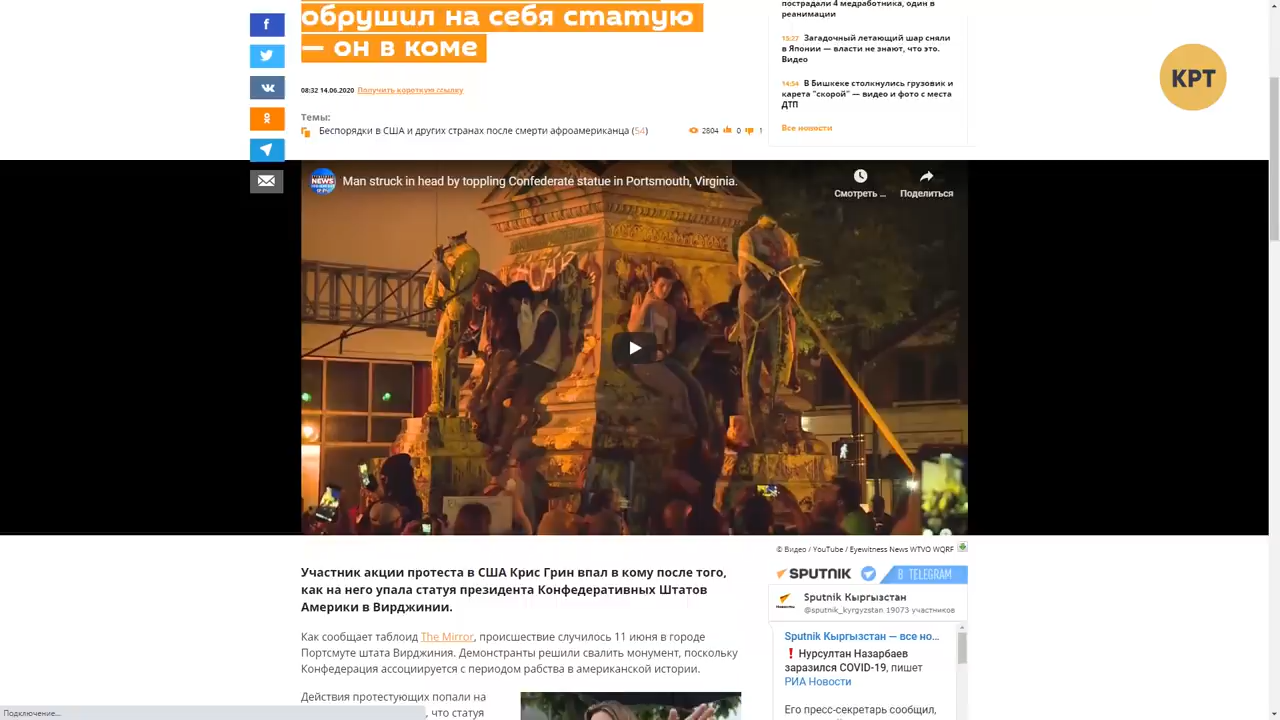 обрушил на себя статую
— он в коме
08:32 14.06.2020 Получить короткую ссылку
Темы:
Беспорядки в США и других странах после смерти афроамериканца (54)
2804 0 1
пострадали 4 медработника, один в
реанимации
15:27 Загадочный летающий шар сняли
в Японии — власти не знают, что это.
Видео
14:54 В Бишкеке столкнулись грузовик и
карета "скорой" — видео и фото с места
ДТП
Все новости
КРТ
NEWS
Man struck in head by toppling Confederate statue in Portsmouth, Virginia.
Смотреть ...
Поделиться
© Видео / YouTube / Eyewitness News WTVO WQRF
Участник акции протеста в США Крис Грин впал в кому после того,
как на него упала статуя президента Конфедеративных Штатов
Америки в Вирджинии.
Как сообщает таблоид The Mirror, происшествие случилось 11 июня в городе
Портсмуте штата Вирджиния. Демонстранты решили свалить монумент, поскольку
Конфедерация ассоциируется с периодом рабства в американской истории.
Действия протестующих попали на
, что статуя
SPUTNIK В TELEGRAM
Sputnik Кыргызстан
@sputnik_kyrgyzstan 19073 участников
Sputnik Кыргызстан — все но...
❗ Нурсултан Назарбаев
заразился COVID-19, пишет
РИА Новости
Его пресс-секретарь сообщил,
Подключение...